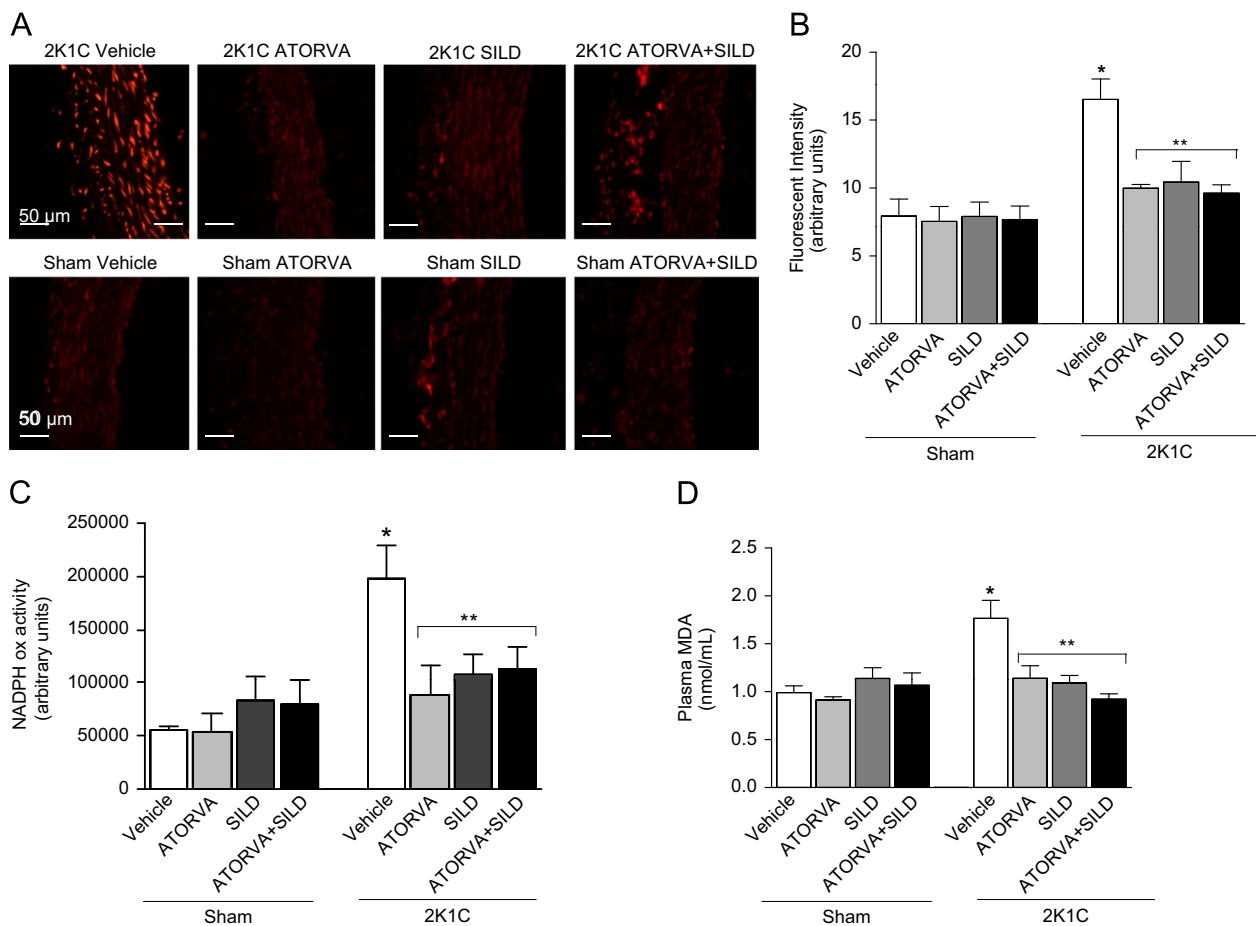 A
2K1C Vehicle
2K1C ATORVA
2K1C SILD
2K1C ATORVA+SILD
50 µm
Sham Vehicle
Sham ATORVA
Sham SILD
Sham ATORVA+SILD
50 µm
B
Fluorescent Intensity
(arbitrary units)
20
15
10
5
0
*
**
Vehicle
ATORVA
SILD
ATORVA+SILD
Vehicle
ATORVA
SILD
ATORVA+SILD
Sham
2K1C
C
NADPH ox activity
(arbitrary units)
250000
200000
150000
100000
50000
0
*
**
Vehicle
ATORVA
SILD
ATORVA+SILD
Vehicle
ATORVA
SILD
ATORVA+SILD
Sham
2K1C
D
Plasma MDA
(nmol/mL)
2.5
2.0
1.5
1.0
0.5
0.0
*
**
Vehicle
ATORVA
SILD
ATORVA+SILD
Vehicle
ATORVA
SILD
ATORVA+SILD
Sham
2K1C